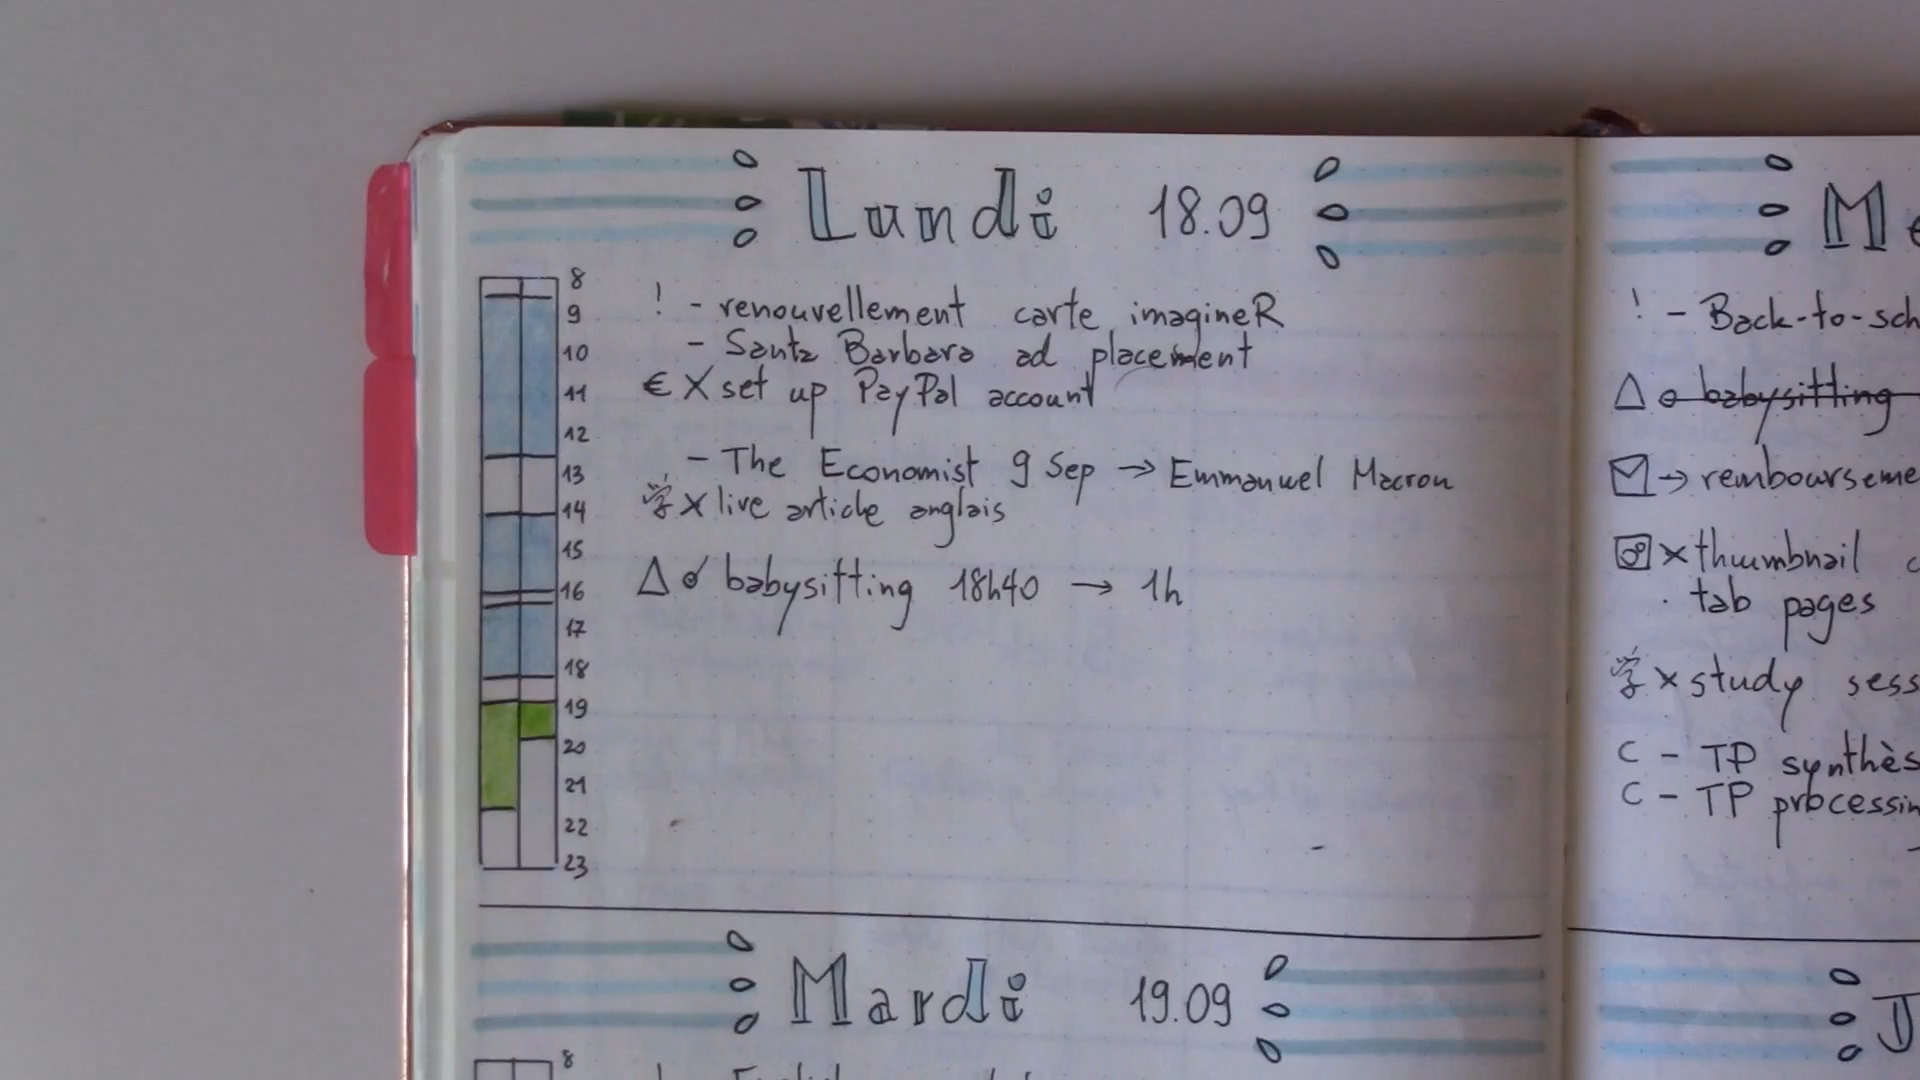 Lundi 18.09
8
9
10
11
12
13
14
15
16
17
18
19
20
21
22
23
! - renouvellement carte imagineR
- Santa Barbara ad placement
€ X set up PayPal account
- The Economist 9 Sep → Emmanuel Macron
学 x live article anglais
Δ babysitting 18h40 → 1h
Mardi 19.09
8
M
! - Back-to-sch
Δ babysitting
→ rembourseme
x thumbnail
. tab pages
学 x study sess
C - TP synthès
C - TP processin
J